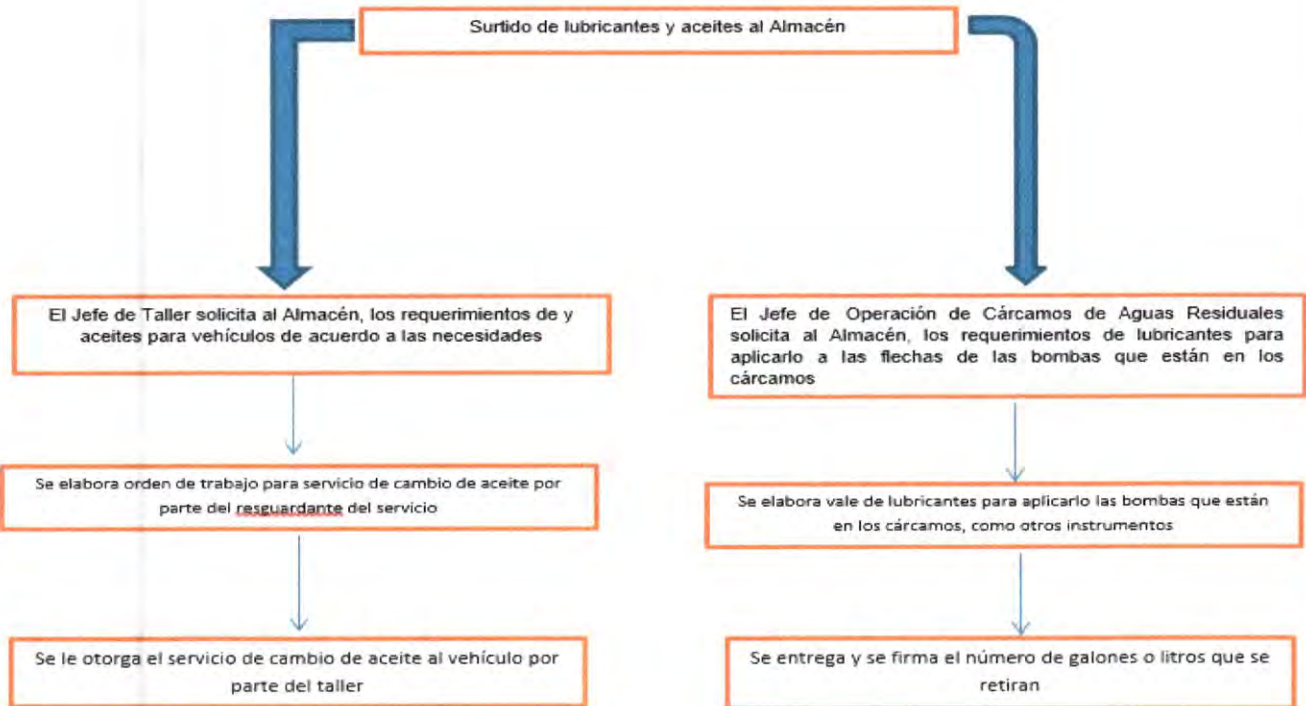 Surtido de lubricantes y aceites al Almacén
El Jefe de Taller solicita al Almacén, los requerimientos de y
aceites para vehículos de acuerdo a las necesidades
Se elabora orden de trabajo para servicio de cambio de aceite por
parte del resguardante del servicio
Se le otorga el servicio de cambio de aceite al vehículo por
parte del taller
El Jefe de Operación de Cárcamos de Aguas Residuales
solicita al Almacén, los requerimientos de lubricantes para
aplicarlo a las flechas de las bombas que están en los
cárcamos
Se elabora vale de lubricantes para aplicarlo las bombas que están
en los cárcamos, como otros instrumentos
Se entrega y se firma el número de galones o litros que se
retiran